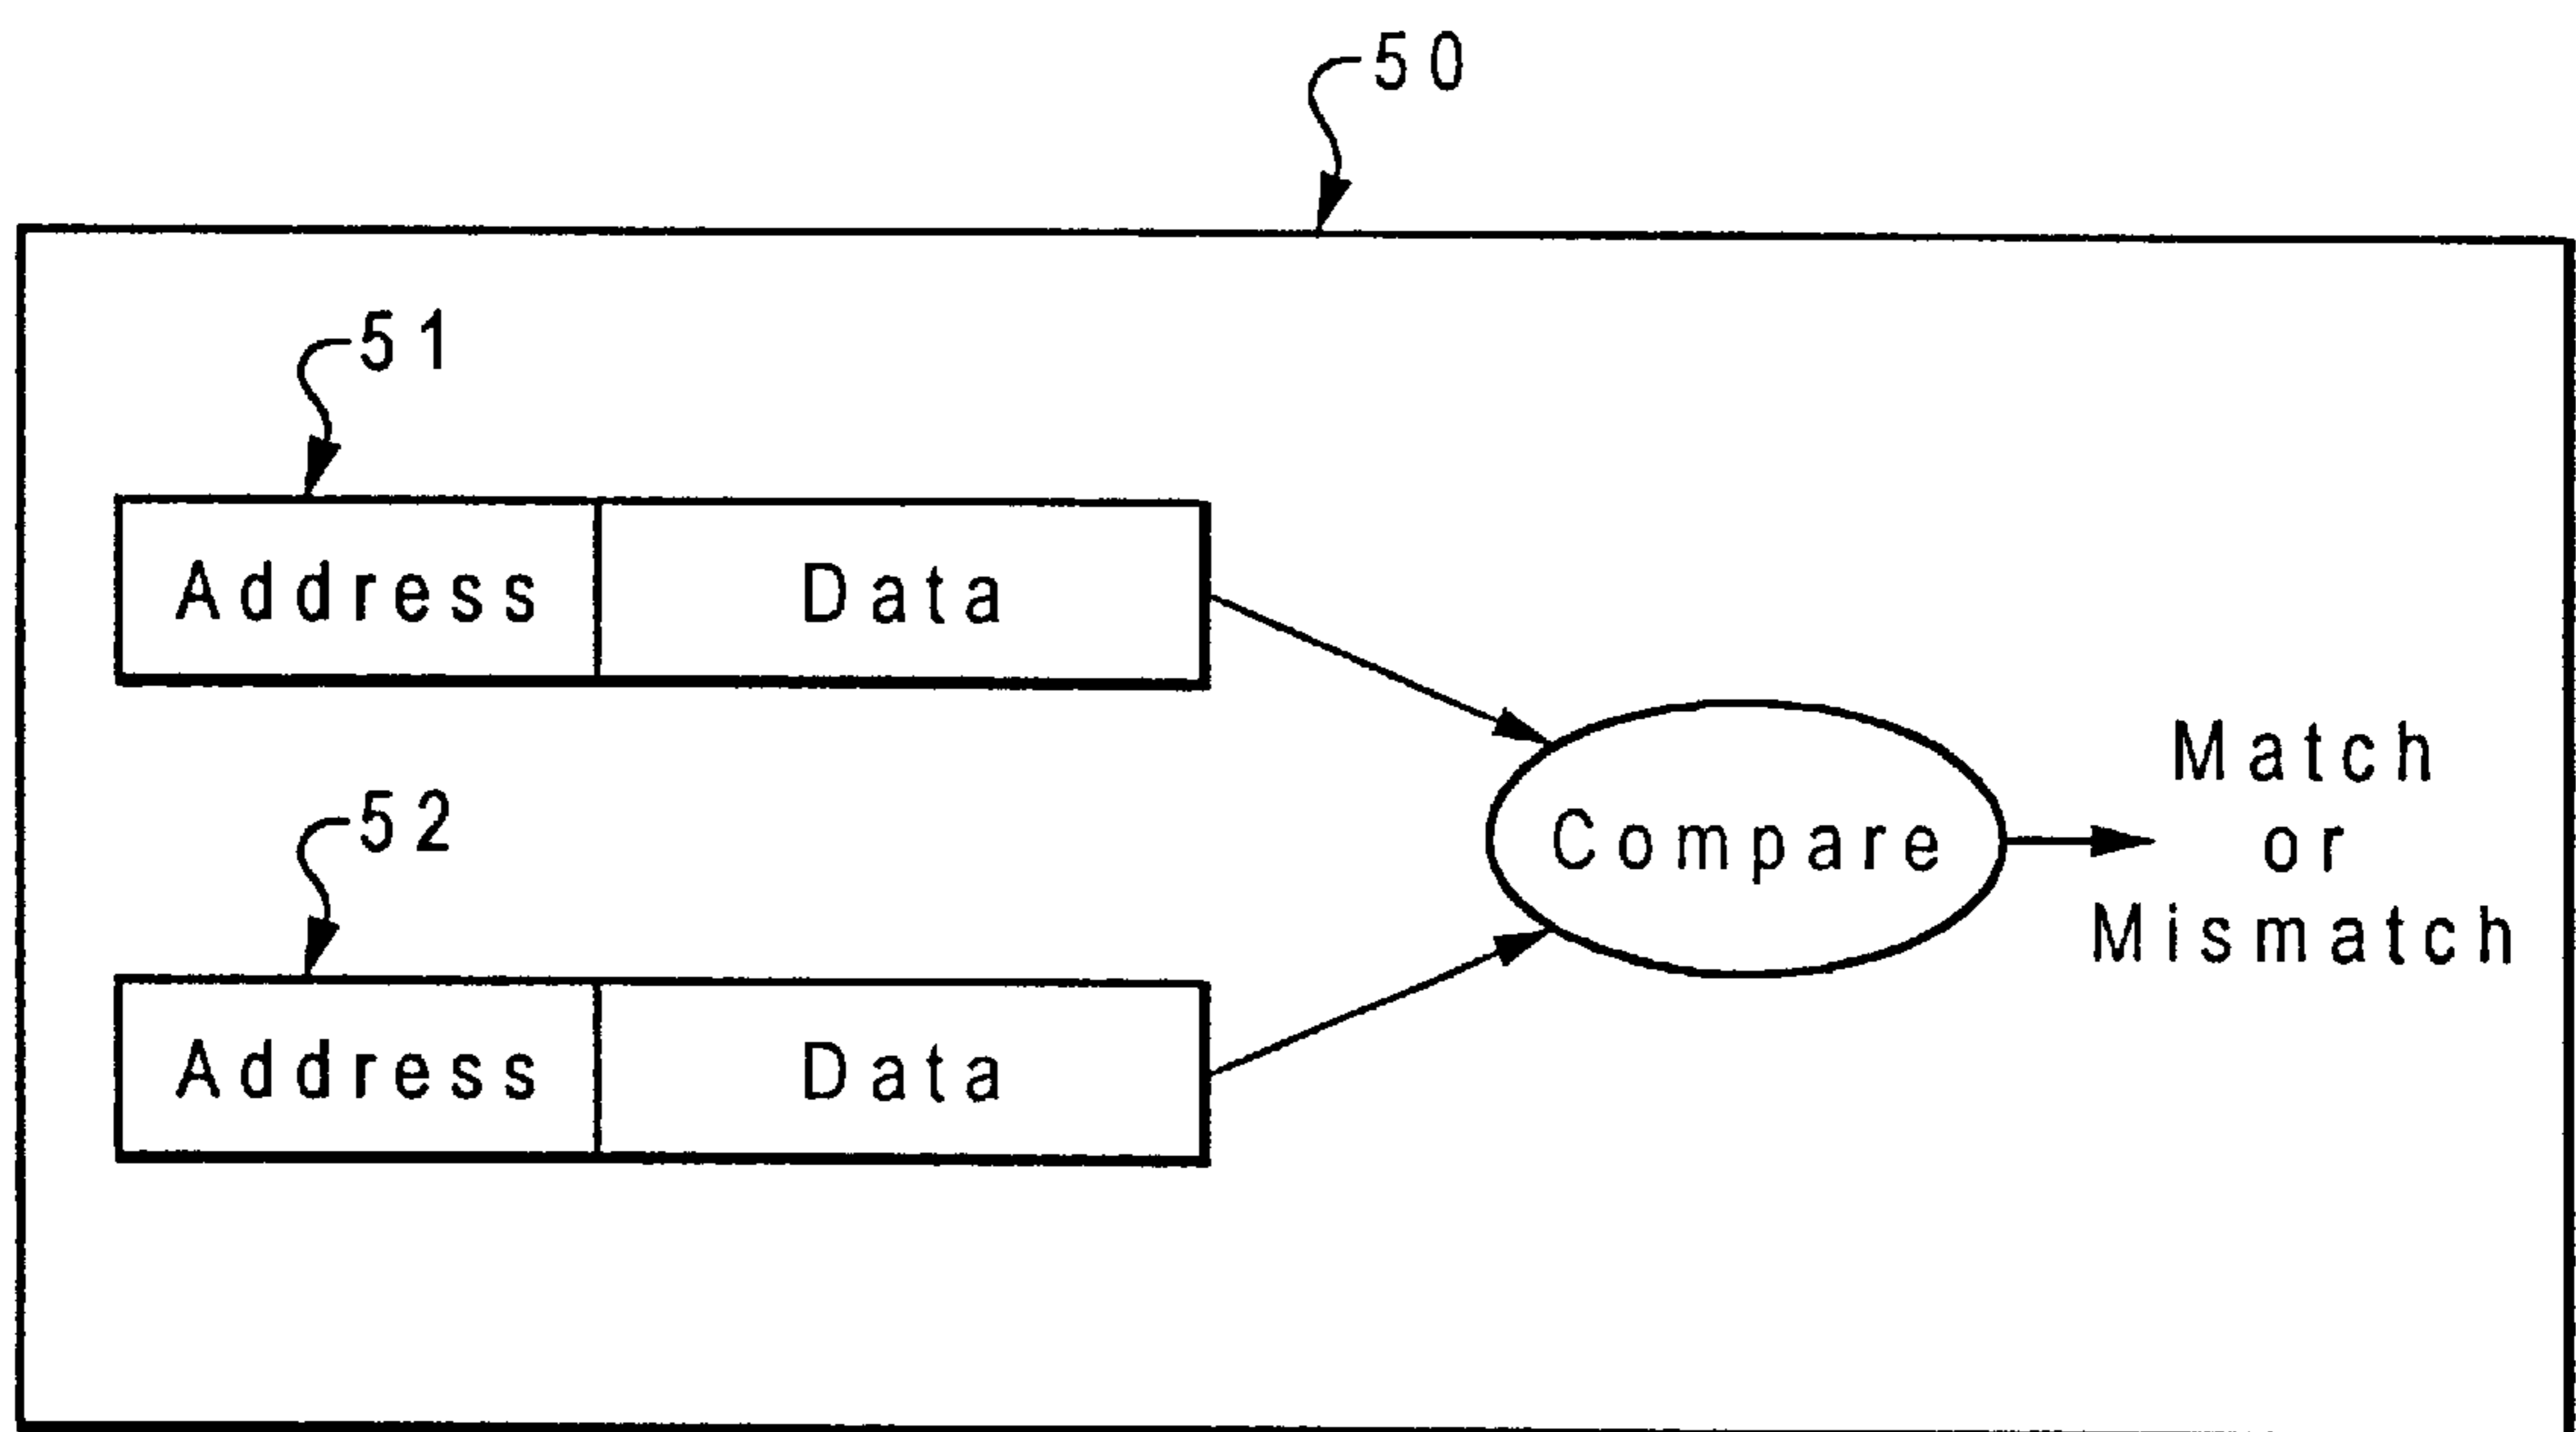 50
51
Address Data
Match
or
Mismatch
Compare
52
Address Data